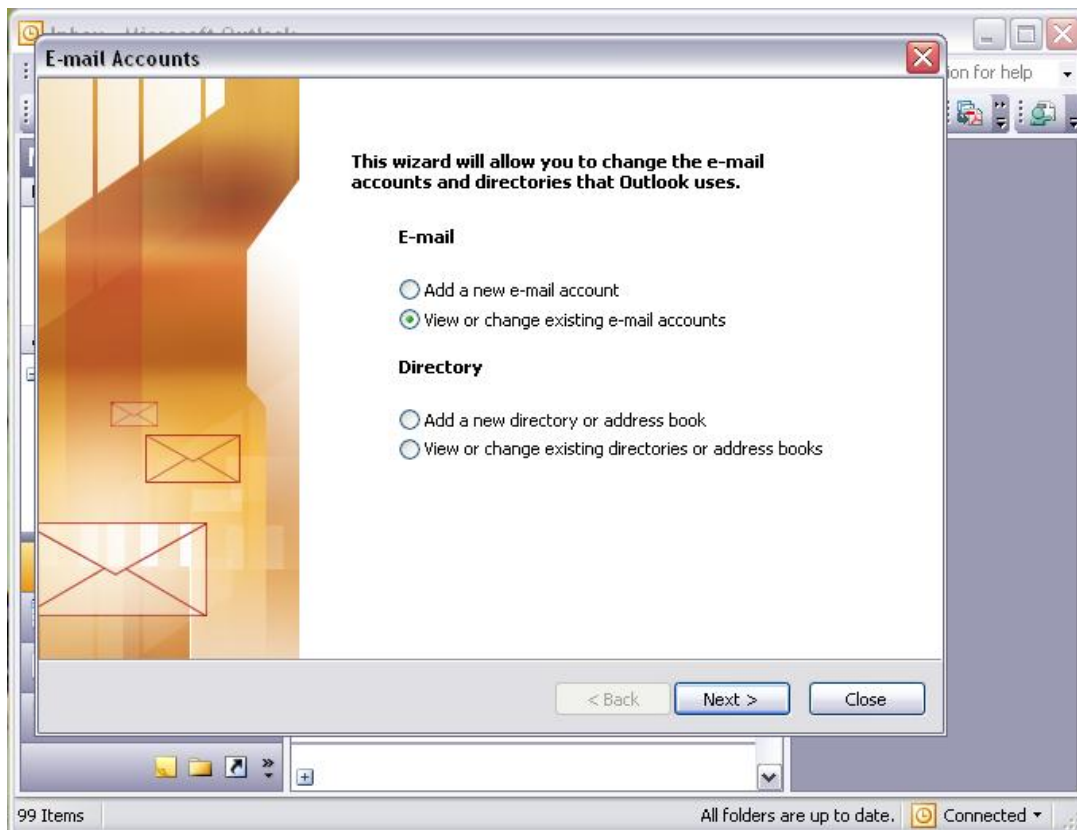 Inbox - Microsoft Outlook
E-mail Accounts
ion for help
This wizard will allow you to change the e-mail
accounts and directories that Outlook uses.
E-mail
Add a new e-mail account
View or change existing e-mail accounts
Directory
Add a new directory or address book
View or change existing directories or address books
< Back
Next >
Close
99 Items
All folders are up to date.
Connected